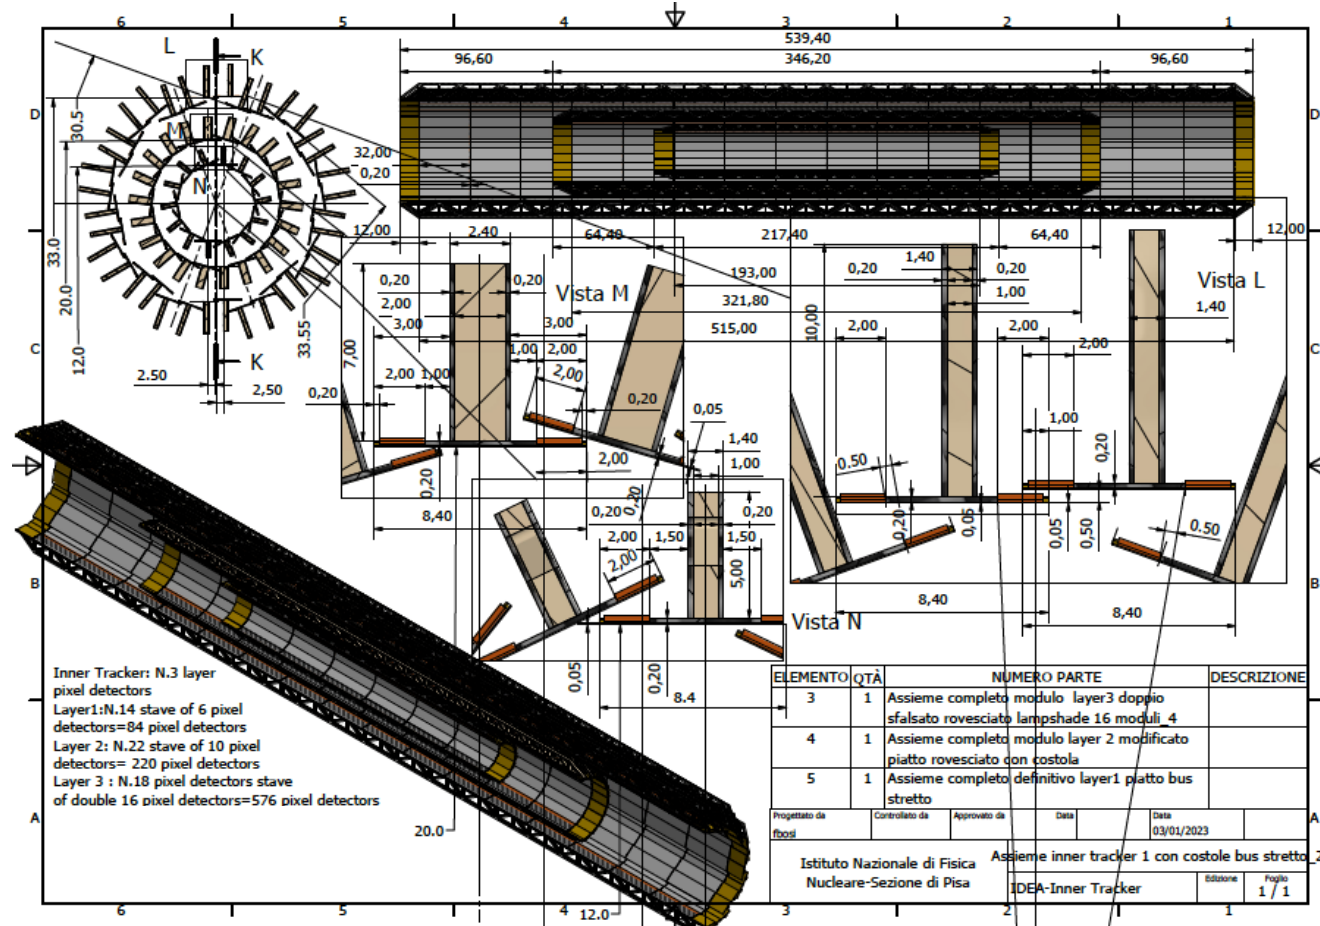 6 5 4 3 2 1
D
C
B
A
D
C
B
A
L
K
M
N
K
30.5
33.0
20.0
12.0
33.55
2.50
2,50
539,40
96,60 346,20 96,60
32,00
0,20
12,00
2,40
64,40 217,40 64,40
12,00
193,00
321,80
515,00
Vista M
0,20 0,20
2,00
3,00 3,00
7,00
1,00 2,00
2,00 1,00
2,00
0,20
0,20
0,20
2,00
0,20
8,40
0,05
1,40
1,00
0,20 0,20
2,00 1,50 1,50
2,00
5,00
Vista N
0,05
0,20
8.4
Vista L
1,40
0,20 0,20
1,00
10,00
2,00 2,00
1,40
2,00
1,00
0.50
0,20
0,20
0,05
0,05
0,50
0.50
8,40
8,40
20.0
12.0
Inner Tracker: N.3 layer
pixel detectors
Layer1:N.14 stave of 6 pixel
detectors=84 pixel detectors
Layer 2: N.22 stave of 10 pixel
detectors= 220 pixel detectors
Layer 3 : N.18 pixel detectors stave
of double 16 pixel detectors=576 pixel detectors
ELEMENTO QTÀ NUMERO PARTE DESCRIZIONE
3 1 Assieme completo modulo layer3 doppio
sfalsato rovesciato lampshade 16 moduli_4
4 1 Assieme completo modulo layer 2 modificato
piatto rovesciato con costola
5 1 Assieme completo definitivo layer1 piatto bus
stretto
Progettato da Controllato da Approvato da Data Data
fbosi 03/01/2023
Istituto Nazionale di Fisica
Nucleare-Sezione di Pisa
Assieme inner tracker 1 con costole bus stretto_2
IDEA-Inner Tracker
Edizione Foglio
1 / 1
6 5 4 3 2 1